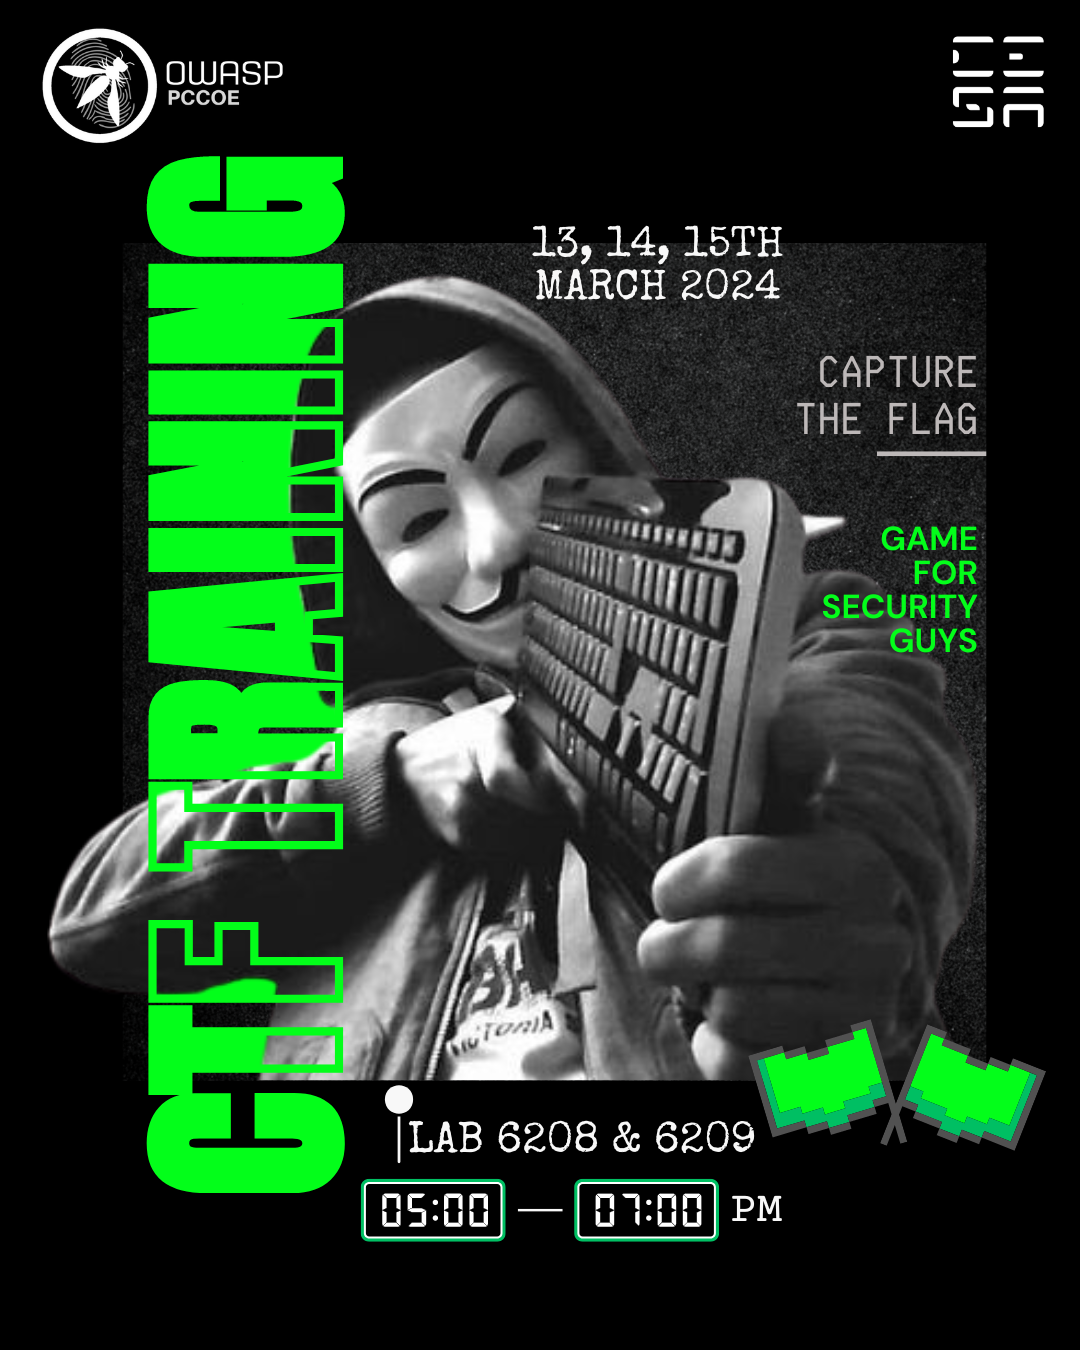 OWASP
PCCOE
CTF TRAINING
13, 14, 15TH
MARCH 2024
CAPTURE
THE FLAG
GAME
FOR
SECURITY
GUYS
VICTORIA
LAB 6208 & 6209
05:00 — 07:00 PM